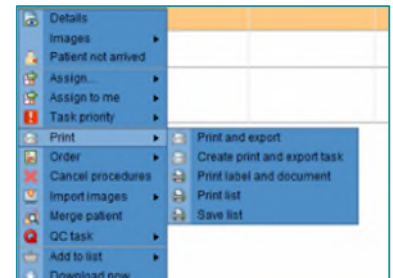 Details
Images
Patient not arrived
Assign...
Assign to me
Task priority
Print
Print and export
Order
Create print and export task
Cancel procedures
Print label and document
Import images
Print list
Merge patient
Save list
QC task
Add to list
Download now